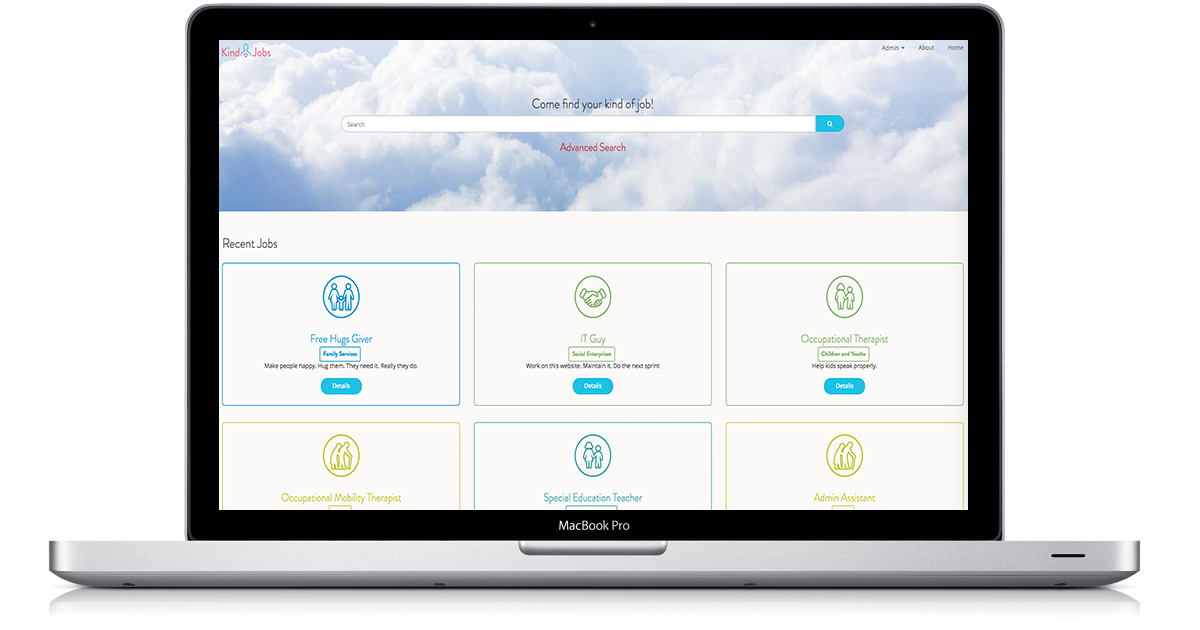 Kind Jobs
Admin About Home
Come find your kind of job!
Search
Advanced Search
Recent Jobs
Free Hugs Giver
Family Services
Make people happy. Hug them. They need it. Really they do.
Details
IT Guy
Social Enterprises
Work on this website. Maintain it. Do the next sprint
Details
Occupational Therapist
Children and Youths
Help kids speak properly.
Details
Occupational Mobility Therapist
Special Education Teacher
Admin Assistant
MacBook Pro